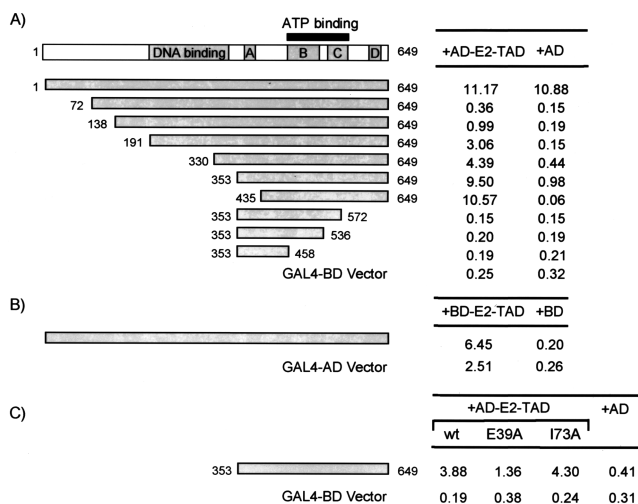 A)
ATP binding
1 DNA binding A B C D 649
+AD-E2-TAD +AD
1 649 11.17 10.88
72 649 0.36 0.15
138 649 0.99 0.19
191 649 3.06 0.15
330 649 4.39 0.44
353 649 9.50 0.98
435 649 10.57 0.06
353 572 0.15 0.15
353 536 0.20 0.19
353 458 0.19 0.21
GAL4-BD Vector 0.25 0.32
B)
+BD-E2-TAD +BD
6.45 0.20
GAL4-AD Vector 2.51 0.26
C)
+AD-E2-TAD +AD
wt E39A I73A
353 649 3.88 1.36 4.30 0.41
GAL4-BD Vector 0.19 0.38 0.24 0.31